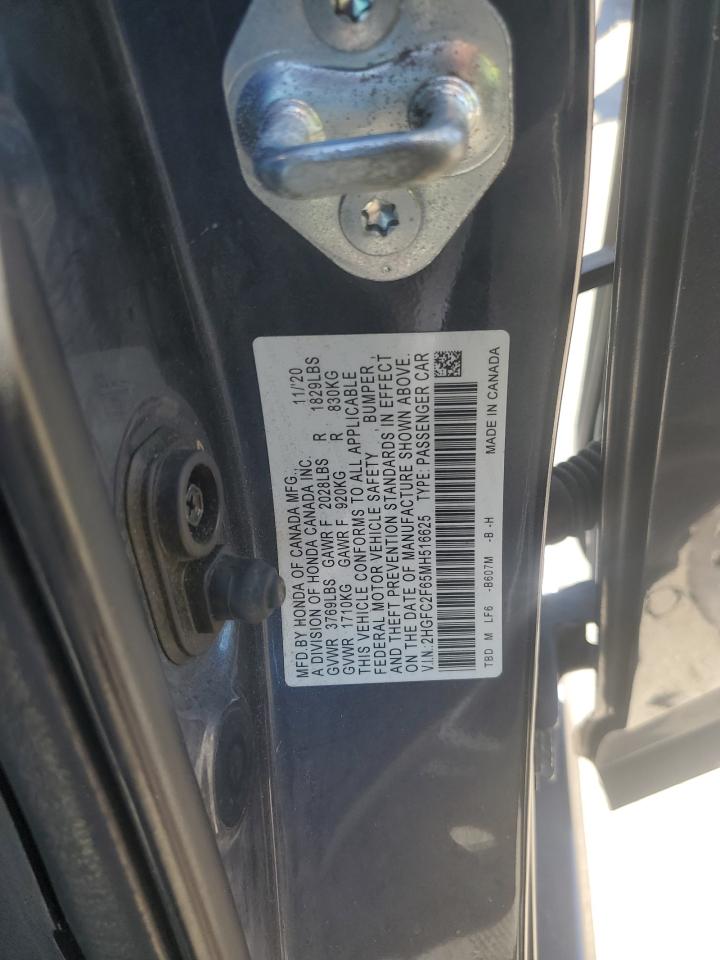 MFD.BY HONDA OF CANADA MFG., 11/'20
A DIVISION OF HONDA CANADA INC.
GVWR 3769LBS GAWR F 2028LBS R 1829LBS
GVWR 1710KG GAWR F 920KG R 830KG
THIS VEHICLE CONFORMS TO ALL APPLICABLE
FEDERAL MOTOR VEHICLE SAFETY , BUMPER ,
AND THEFT PREVENTION STANDARDS IN EFFECT
ON THE DATE OF MANUFACTURE SHOWN ABOVE.
V.I.N.:2HGFC2F65MH516625 TYPE: PASSENGER CAR
TBD M LF6 -B607M -B -H MADE IN CANADA